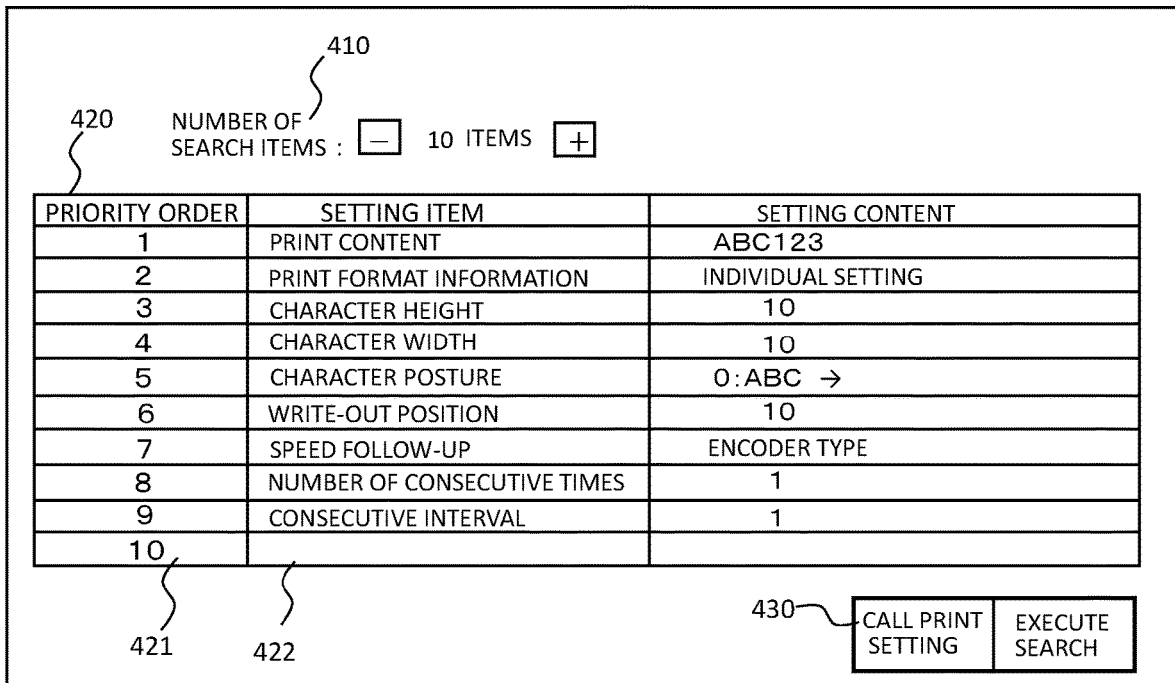 410
420
NUMBER OF
SEARCH ITEMS : − 10 ITEMS +
PRIORITY ORDER SETTING ITEM SETTING CONTENT
1 PRINT CONTENT ABC123
2 PRINT FORMAT INFORMATION INDIVIDUAL SETTING
3 CHARACTER HEIGHT 10
4 CHARACTER WIDTH 10
5 CHARACTER POSTURE 0:ABC →
6 WRITE-OUT POSITION 10
7 SPEED FOLLOW-UP ENCODER TYPE
8 NUMBER OF CONSECUTIVE TIMES 1
9 CONSECUTIVE INTERVAL 1
10
421
422
430
CALL PRINT
SETTING
EXECUTE
SEARCH